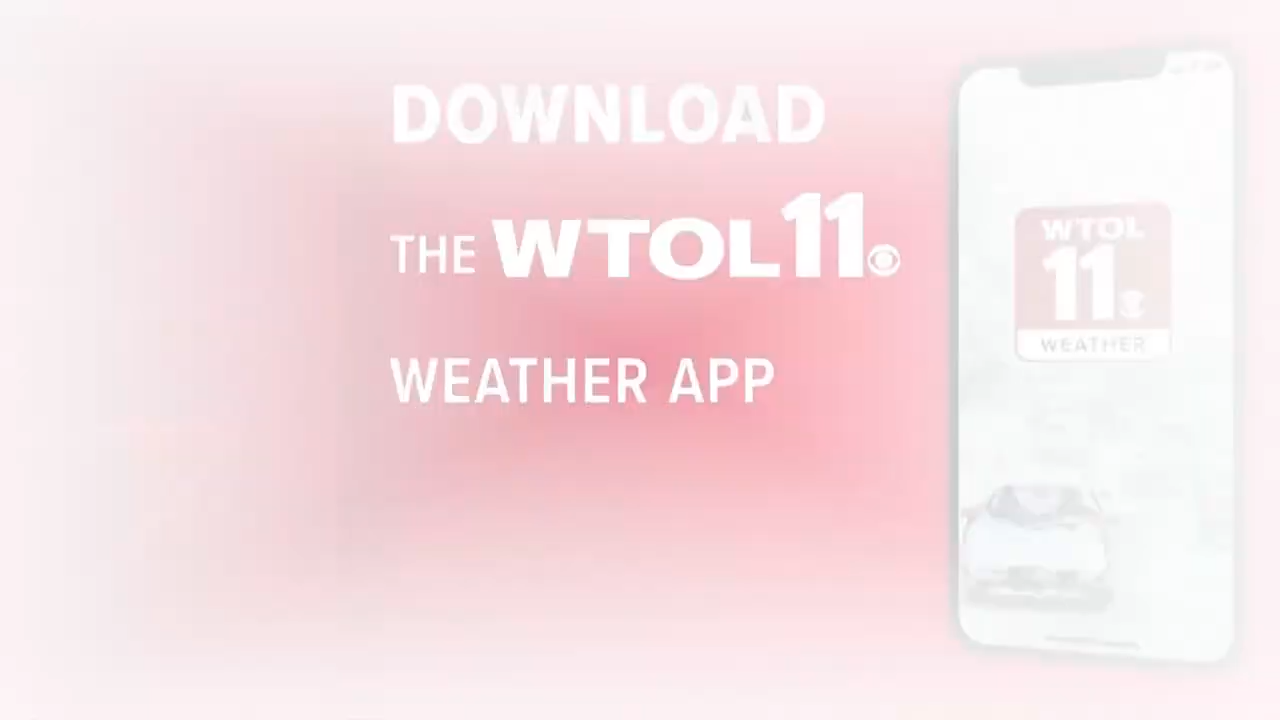 DOWNLOAD
THE WTOL 11
WEATHER APP
WTOL
11
WEATHER